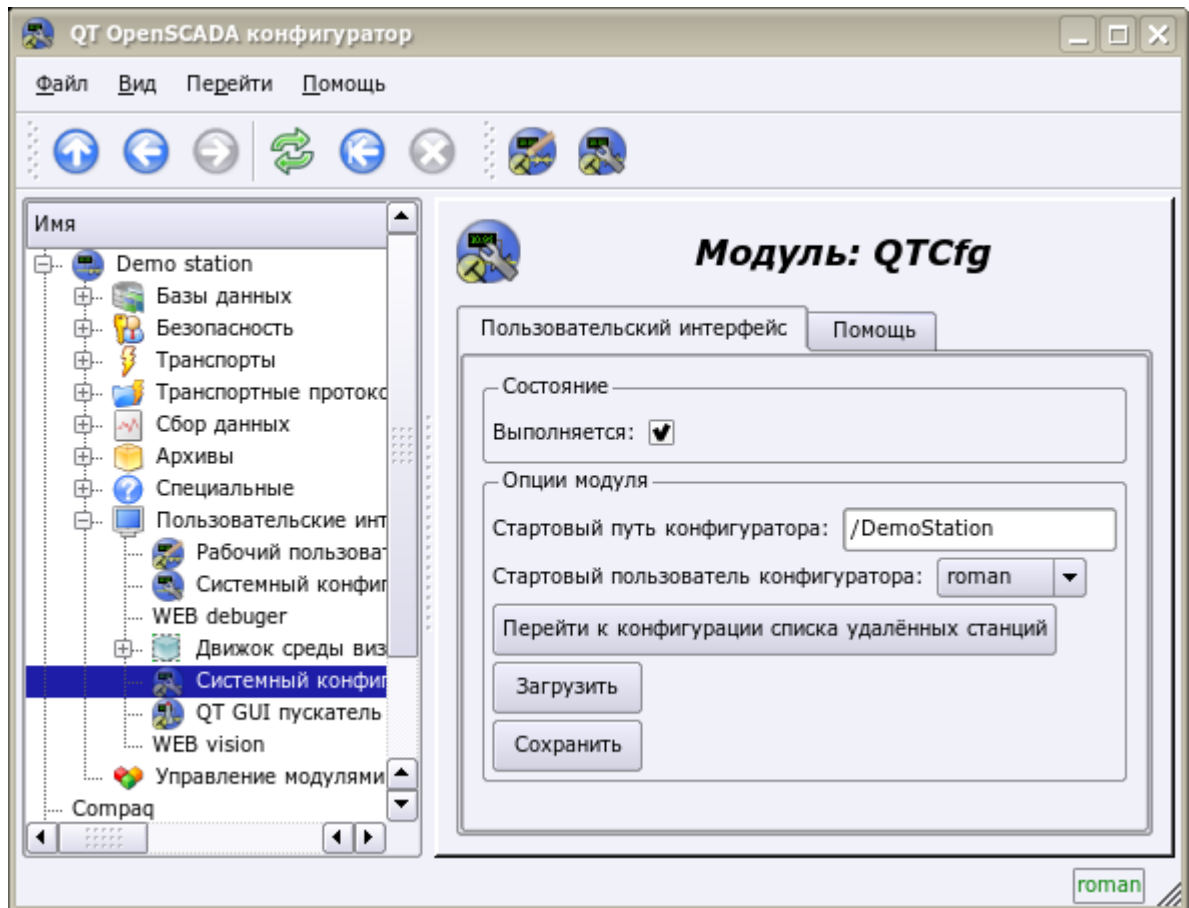 QT OpenSCADA конфигуратор
Файл Вид Перейти Помощь
Имя
Demo station
Базы данных
Безопасность
Транспорты
Транспортные протокс
Сбор данных
Архивы
Специальные
Пользовательские инт
Рабочий пользоват
Системный конфиг
WEB debuger
Движок среды виз
Системный конфиг
QT GUI пускатель
WEB vision
Управление модулями
Compaq
Модуль: QTCfg
Пользовательский интерфейс Помощь
Состояние
Выполняется:
Опции модуля
Стартовый путь конфигуратора: /DemoStation
Стартовый пользователь конфигуратора: roman
Перейти к конфигурации списка удалённых станций
Загрузить
Сохранить
roman